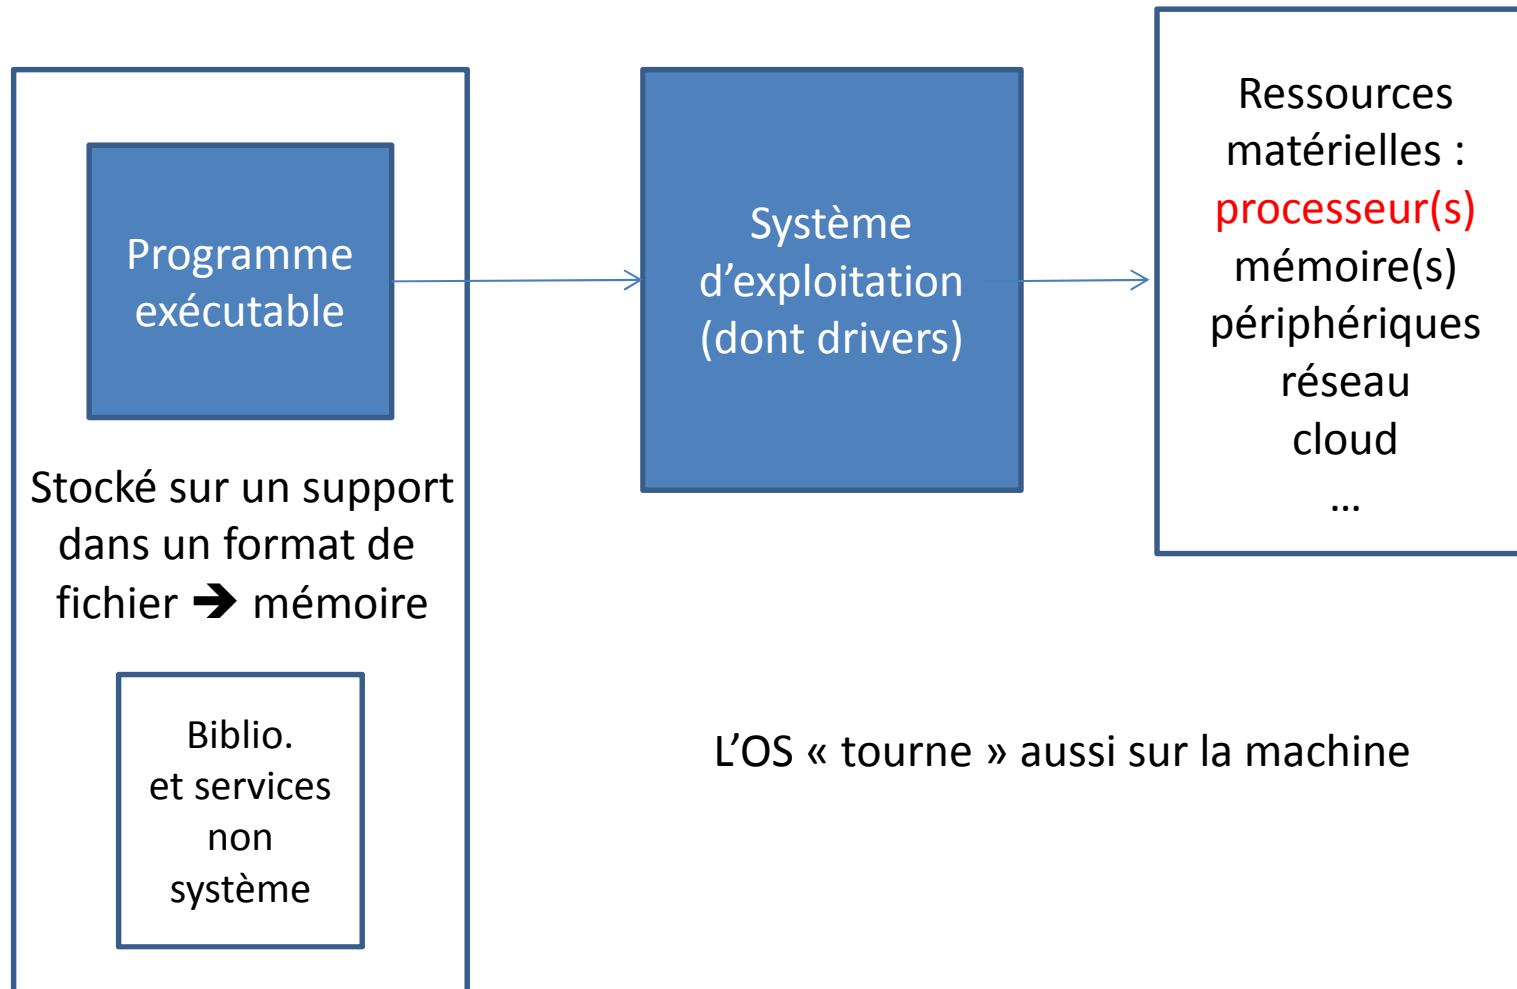 Programme
exécutable
Stocké sur un support
dans un format de
fichier ➔ mémoire
Biblio.
et services
non
système
Système
d’exploitation
(dont drivers)
Ressources
matérielles :
processeur(s)
mémoire(s)
périphériques
réseau
cloud
…
L’OS « tourne » aussi sur la machine